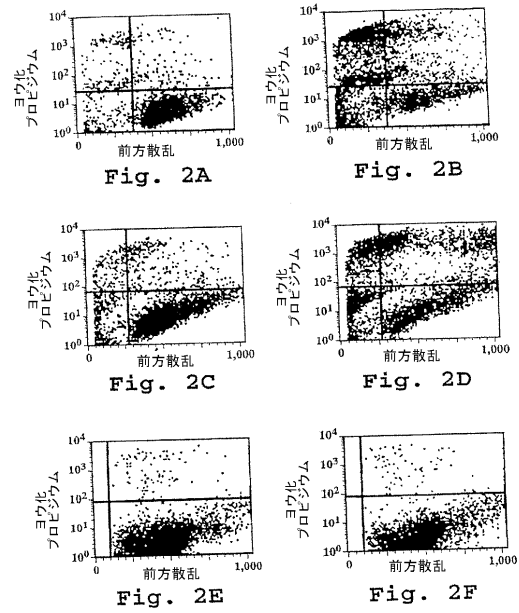 10⁴
10³
10²
10¹
10⁰
ヨウ化
プロピジウム
0
1,000
前方散乱
Fig. 2A
10⁴
10³
10²
10¹
10⁰
ヨウ化
プロピジウム
0
1,000
前方散乱
Fig. 2B
10⁴
10³
10²
10¹
10⁰
ヨウ化
プロピジウム
0
1,000
前方散乱
Fig. 2C
10⁴
10³
10²
10¹
10⁰
ヨウ化
プロピジウム
0
1,000
前方散乱
Fig. 2D
10⁴
10³
10²
10¹
10⁰
ヨウ化
プロピジウム
0
1,000
前方散乱
Fig. 2E
10⁴
10³
10²
10¹
10⁰
ヨウ化
プロピジウム
0
1,000
前方散乱
Fig. 2F